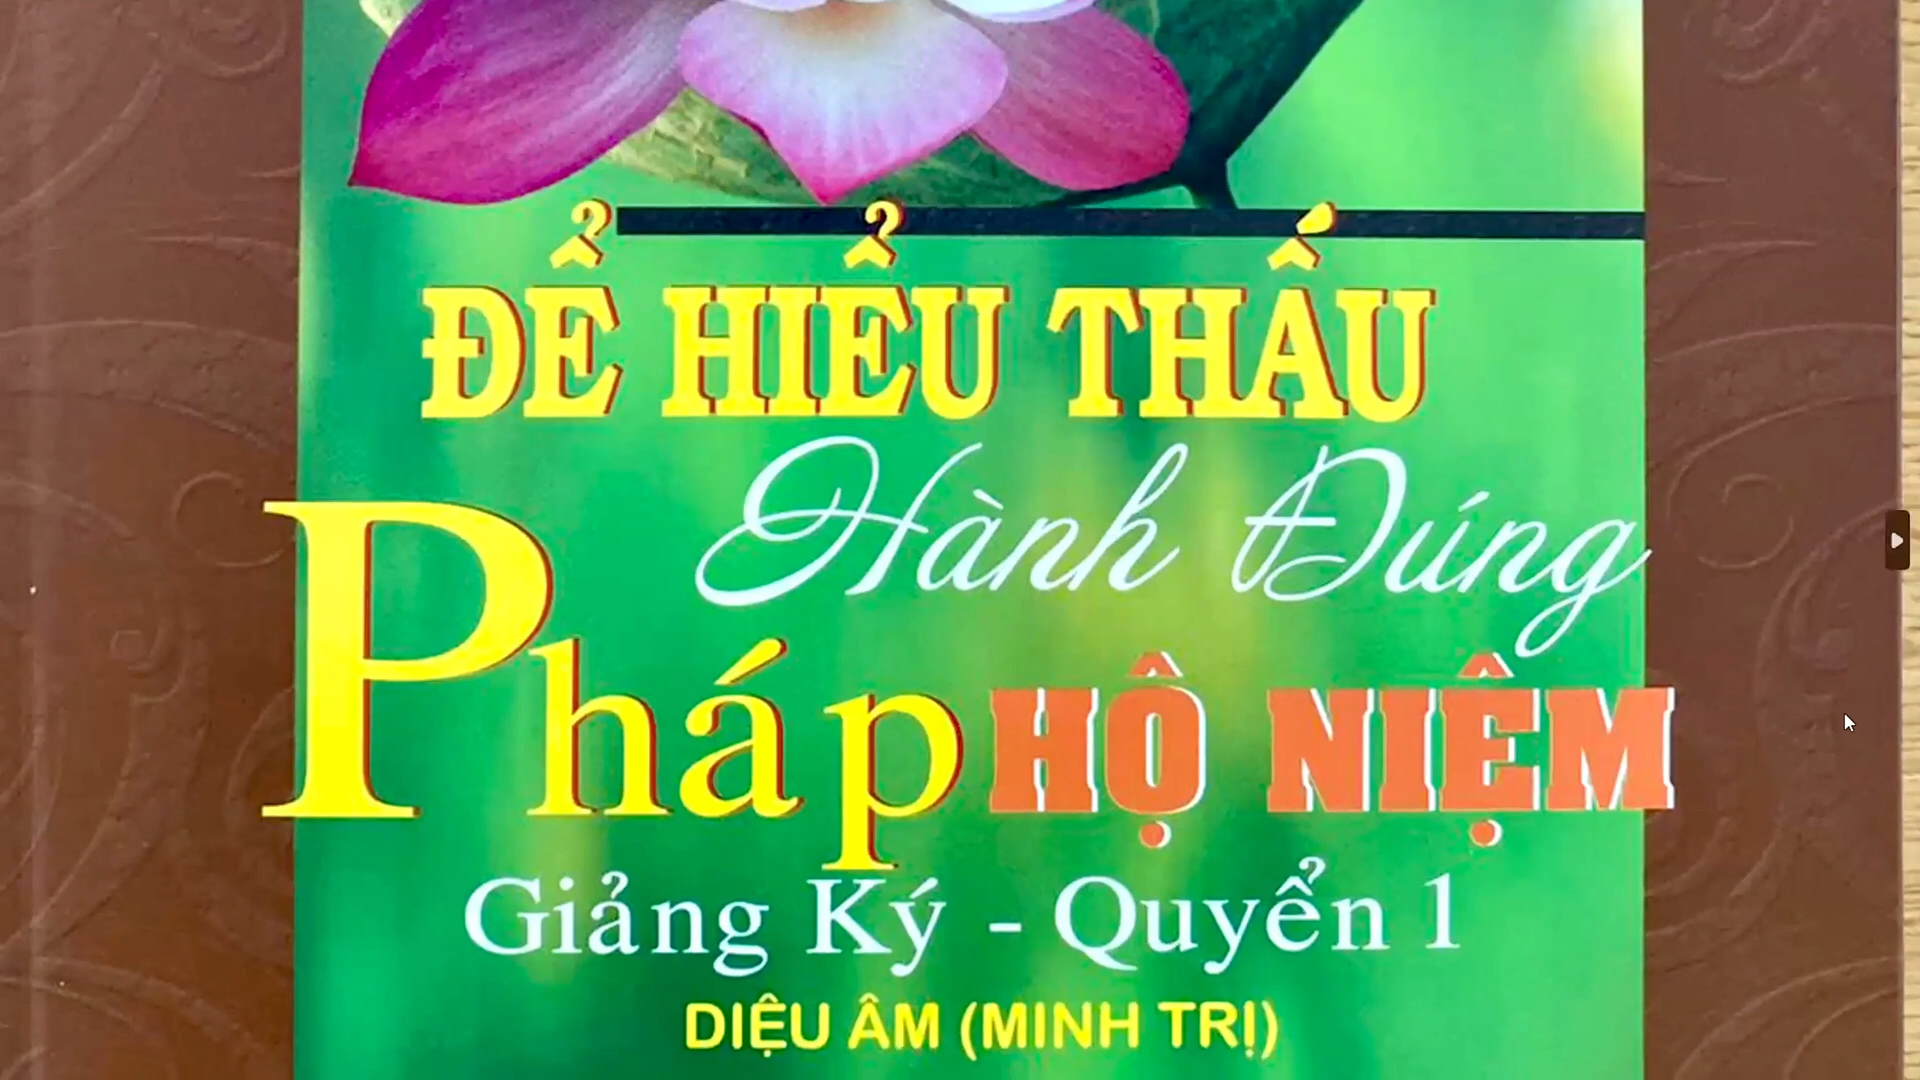 ĐỂ HIỂU THẤU
Hành Đúng
Pháp HỘ NIỆM
Giảng Ký - Quyển 1
DIỆU ÂM (MINH TRỊ)